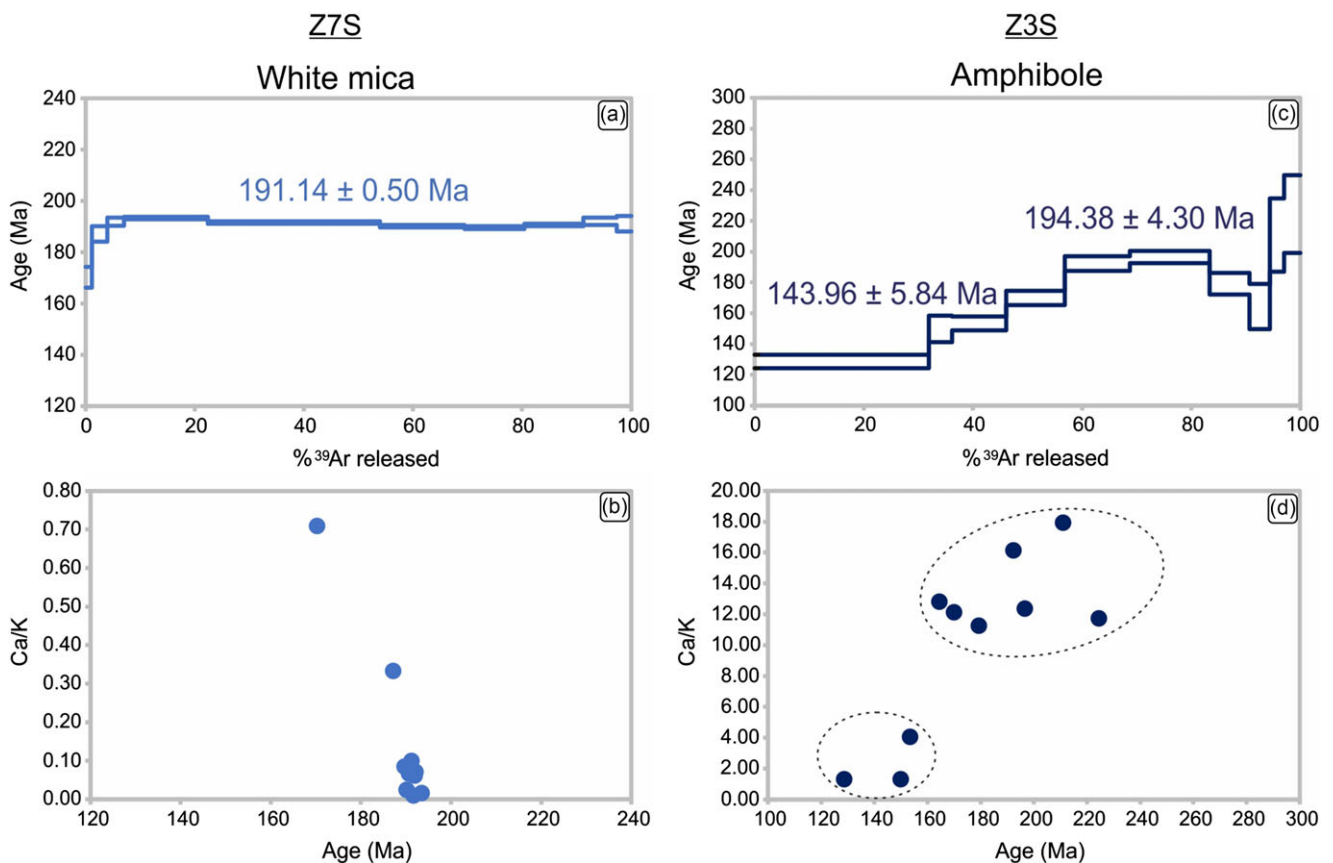 Z7S
White mica
(a)
240
220
200
180
160
140
120
Age (Ma)
191.14 ± 0.50 Ma
0 20 40 60 80 100
%³⁹Ar released
Z3S
Amphibole
(c)
300
280
260
240
220
200
180
160
140
120
100
Age (Ma)
194.38 ± 4.30 Ma
143.96 ± 5.84 Ma
0 20 40 60 80 100
%³⁹Ar released
(b)
0.80
0.70
0.60
0.50
0.40
0.30
0.20
0.10
0.00
Ca/K
120 140 160 180 200 220 240
Age (Ma)
(d)
20.00
18.00
16.00
14.00
12.00
10.00
8.00
6.00
4.00
2.00
0.00
Ca/K
100 120 140 160 180 200 220 240 260 280 300
Age (Ma)